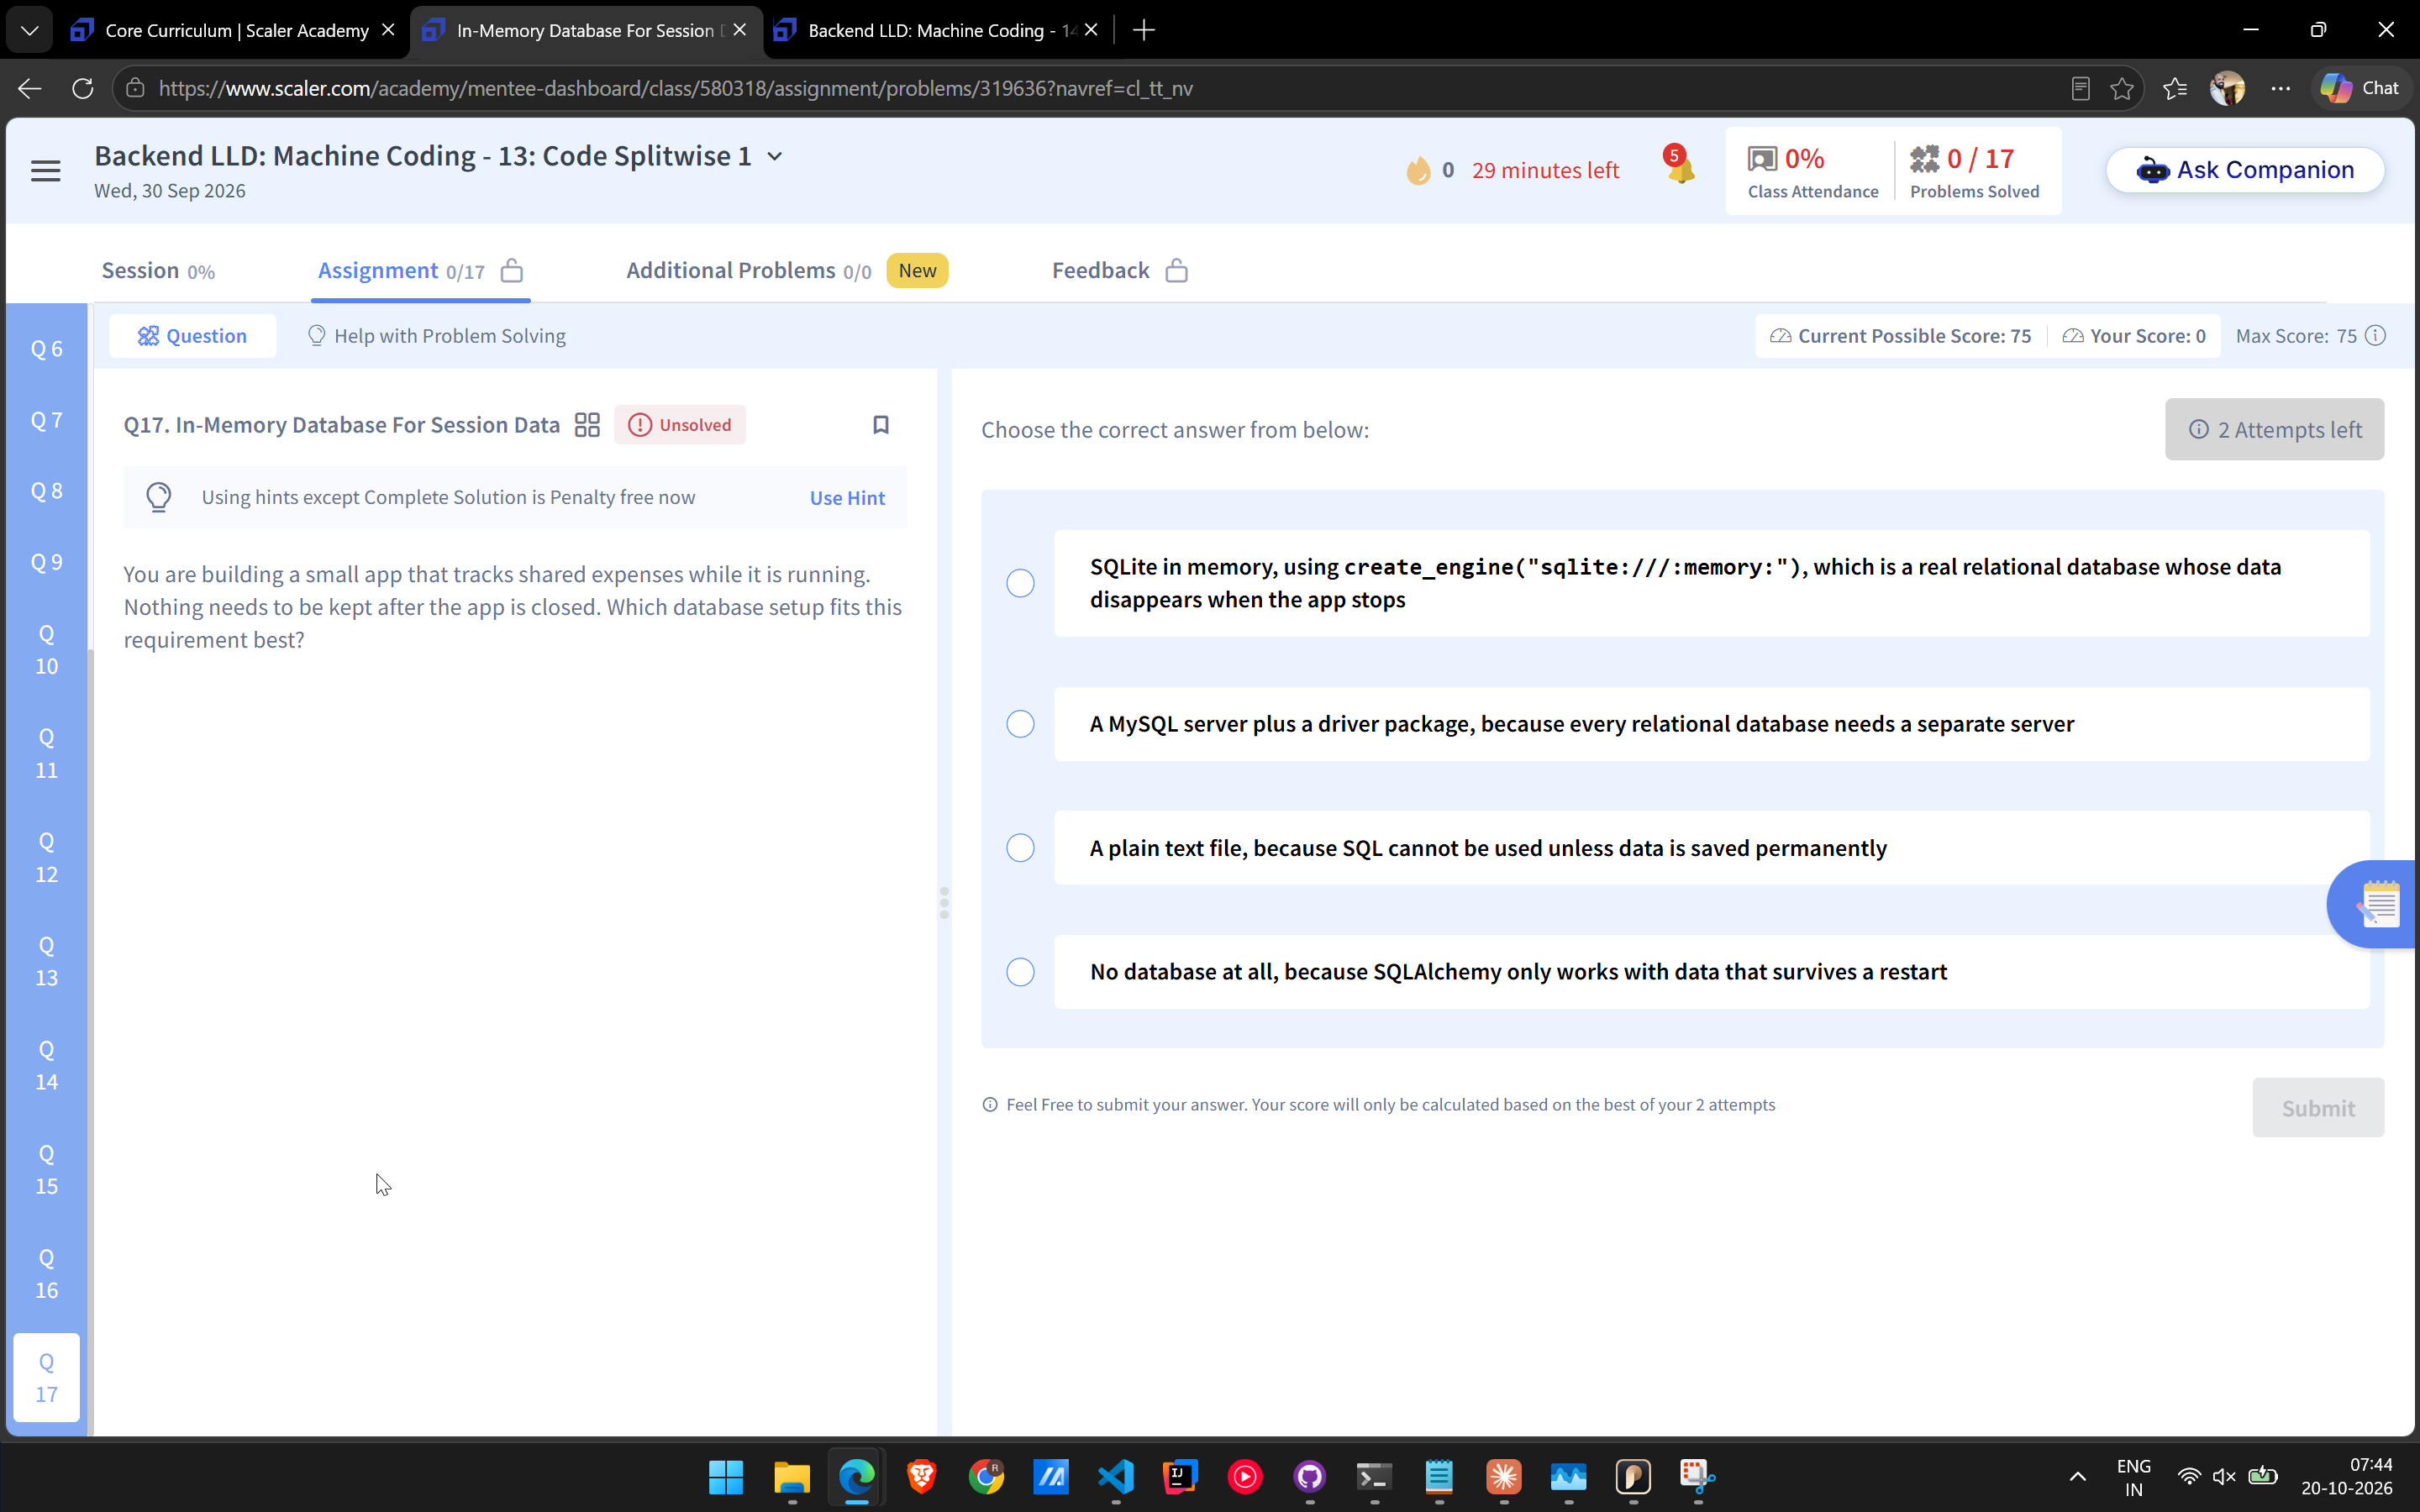 Core Curriculum | Scaler Academy
In-Memory Database For Session
Backend LLD: Machine Coding - 14
https://www.scaler.com/academy/mentee-dashboard/class/580318/assignment/problems/319636?navref=cl_tt_nv
Chat
Backend LLD: Machine Coding - 13: Code Splitwise 1
Wed, 30 Sep 2026
0
29 minutes left
5
0%
Class Attendance
0 / 17
Problems Solved
Ask Companion
Session 0%
Assignment 0/17
Additional Problems 0/0
New
Feedback
Question
Help with Problem Solving
Current Possible Score: 75
Your Score: 0
Max Score: 75
Q 6
Q 7
Q 8
Q 9
Q
10
Q
11
Q
12
Q
13
Q
14
Q
15
Q
16
Q
17
Q17. In-Memory Database For Session Data
Unsolved
Using hints except Complete Solution is Penalty free now
Use Hint
You are building a small app that tracks shared expenses while it is running.
Nothing needs to be kept after the app is closed. Which database setup fits this
requirement best?
Choose the correct answer from below:
2 Attempts left
SQLite in memory, using create_engine("sqlite:///:memory:"), which is a real relational database whose data
disappears when the app stops
A MySQL server plus a driver package, because every relational database needs a separate server
A plain text file, because SQL cannot be used unless data is saved permanently
No database at all, because SQLAlchemy only works with data that survives a restart
Feel Free to submit your answer. Your score will only be calculated based on the best of your 2 attempts
Submit
R
IJ
ENG
IN
07:44
20-10-2026